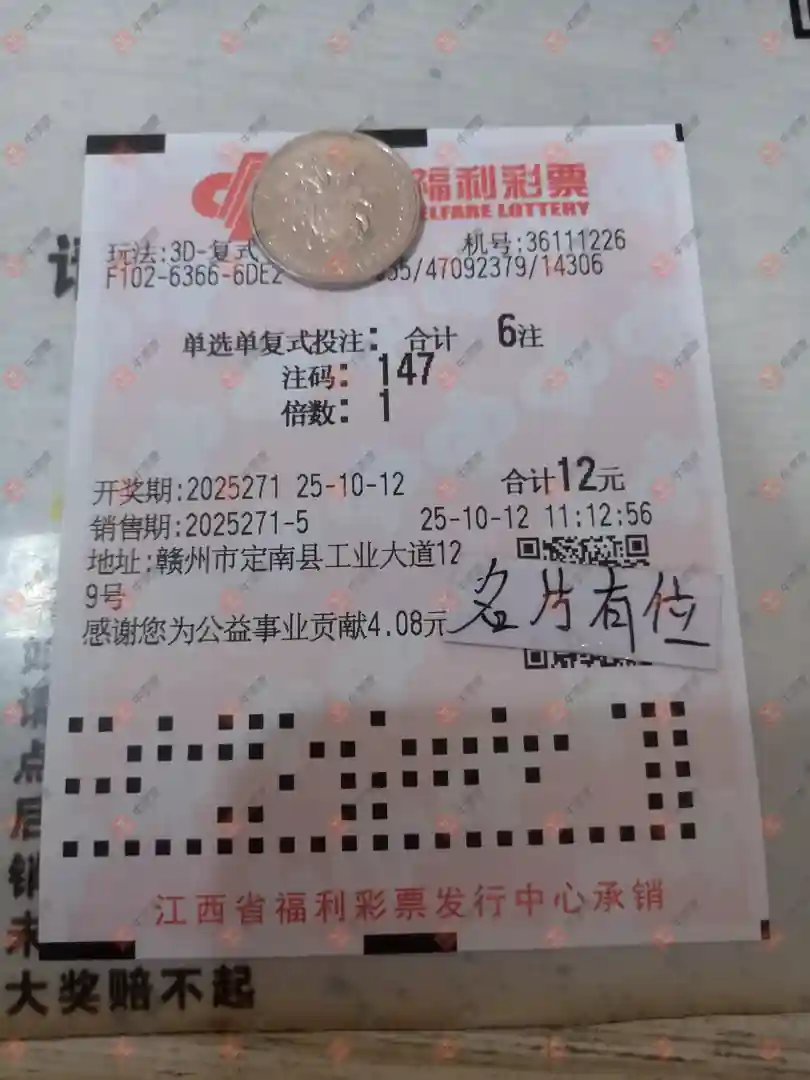 福利彩票
ELFARE LOTTERY
玩法:3D-复式
机号:36111226
F102-6366-6DE2
35/47092379/14306
单选单复式投注: 合计 6注
注码: 147
倍数: 1
开奖期:2025271 25-10-12 合计12元
销售期:2025271-5 25-10-12 11:12:56
地址:赣州市定南县工业大道12
9号
感谢您为公益事业贡献4.08元
名片有位
江西省福利彩票发行中心承销
点
后
销
未
大奖赔不起